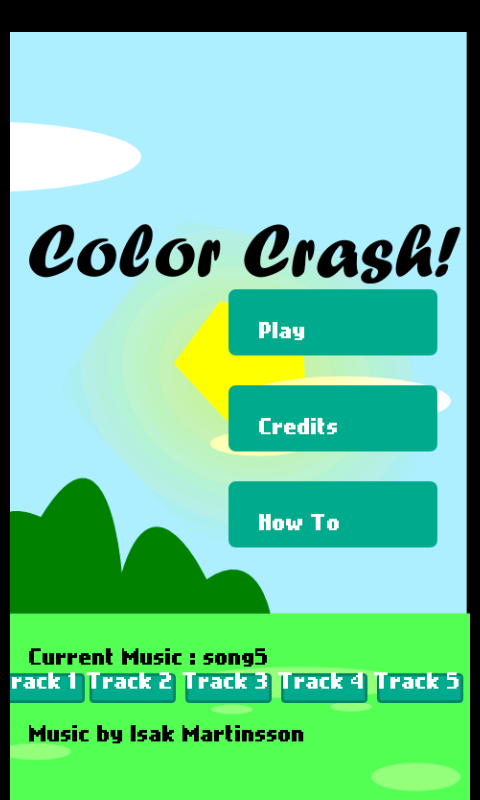 Color Crash!
Play
Credits
How To
Current Music : song5
rack 1 Track 2 Track 3 Track 4 Track 5
Music by Isak Martinsson